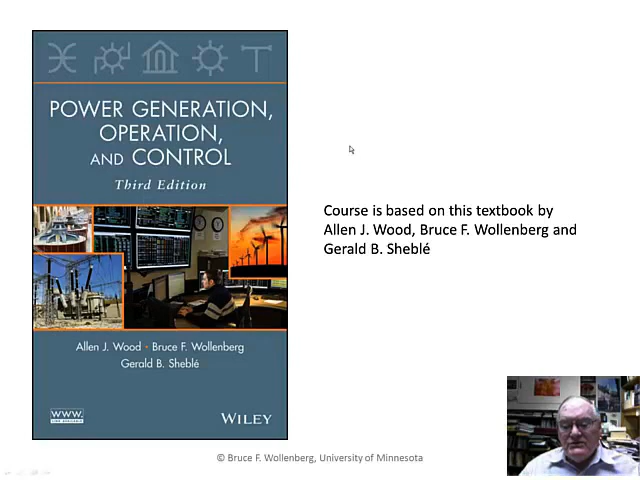 POWER GENERATION,
OPERATION,
AND CONTROL
Third Edition
Allen J. Wood • Bruce F. Wollenberg
Gerald B. Sheblé
WWW.
WILEY
Course is based on this textbook by
Allen J. Wood, Bruce F. Wollenberg and
Gerald B. Sheblé
© Bruce F. Wollenberg, University of Minnesota